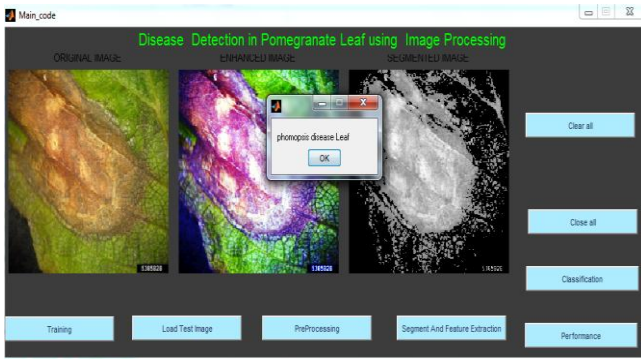 Main_code
Disease Detection in Pomegranate Leaf using Image Processing
ORIGINAL IMAGE
ENHANCED IMAGE
SEGMENTED IMAGE
phomopsis disease Leaf
OK
Clear all
Close all
Classification
Performance
Training
Load Test Image
PreProcessing
Segment And Feature Extraction